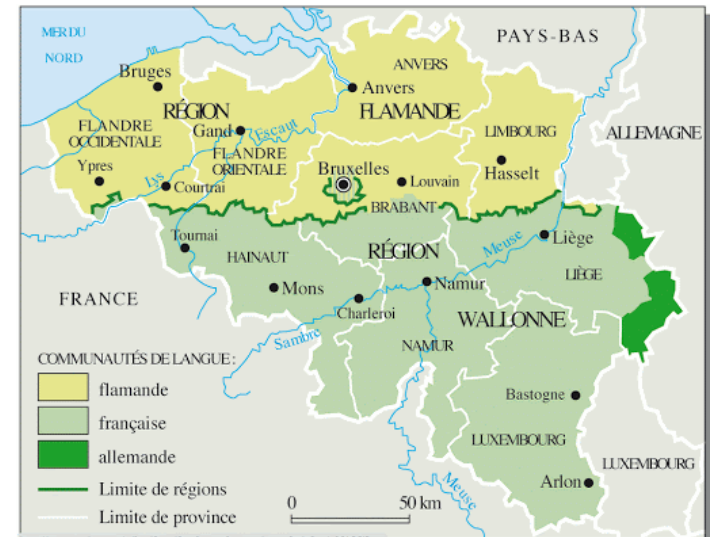 MER DU
NORD
PAYS-BAS
Bruges
ANVERS
Anvers
RÉGION
FLAMANDE
FLANDRE
OCCIDENTALE
Gand
Escaut
LIMBOURG
ALLEMAGNE
FLANDRE
ORIENTALE
Ypres
Lys
Courtrai
Bruxelles
Louvain
Hasselt
BRABANT
Tournai
HAINAUT
RÉGION
Meuse
Liège
LIÈGE
FRANCE
Mons
Charleroi
Namur
WALLONNE
Sambre
NAMUR
COMMUNAUTÉS DE LANGUE :
flamande
française
allemande
Limite de régions
Limite de province
Bastogne
LUXEMBOURG
LUXEMBOURG
Arlon
Meuse
0
50 km